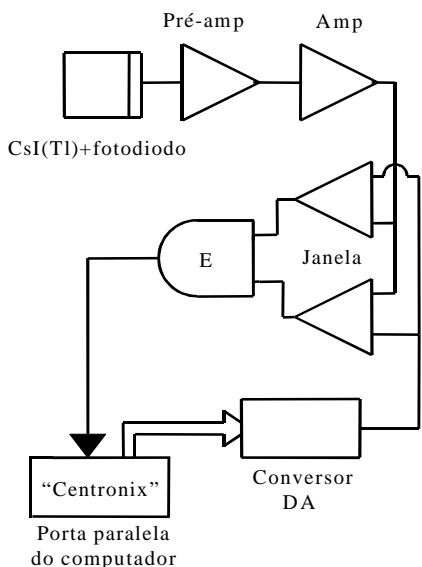 Pré-amp
Amp
CsI(Tl)+fotodiodo
E
Janela
“Centronix”
Conversor
DA
Porta paralela
do computador